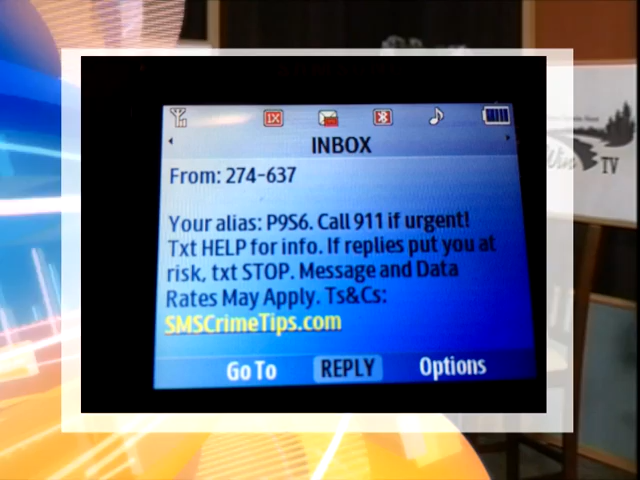 1X
INBOX
From: 274-637
Your alias: P9S6. Call 911 if urgent!
Txt HELP for info. If replies put you at
risk, txt STOP. Message and Data
Rates May Apply. Ts&Cs:
SMSCrimeTips.com
Go To REPLY Options
TV